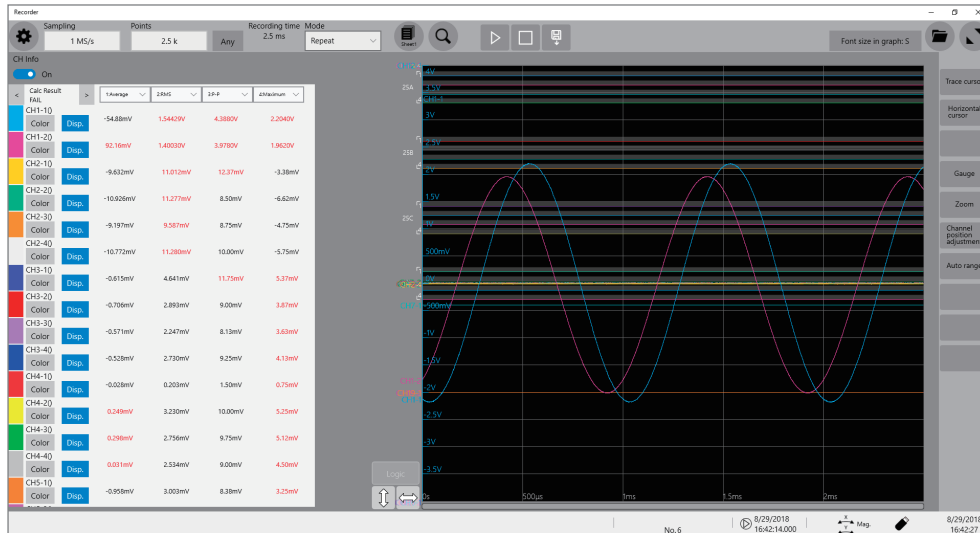 Recorder
Sampling Points Recording time Mode
1 MS/s 2.5 k Any 2.5 ms Repeat
Sheet1
Font size in graph: S
CH Info
On
< Calc Result FAIL > 1:Average 2:RMS 3:P-P 4:Maximum
CH1-1()
Color Disp. -54.88mV 1.54429V 4.3880V 2.2040V
CH1-2()
Color Disp. 92.16mV 1.40030V 3.9780V 1.9620V
CH2-1()
Color Disp. -9.632mV 11.012mV 12.37mV -3.38mV
CH2-2()
Color Disp. -10.926mV 11.277mV 8.50mV -6.62mV
CH2-3()
Color Disp. -9.197mV 9.587mV 8.75mV -4.75mV
CH2-4()
Color Disp. -10.772mV 11.280mV 10.00mV -5.75mV
CH3-1()
Color Disp. -0.615mV 4.641mV 11.75mV 5.37mV
CH3-2()
Color Disp. -0.706mV 2.893mV 9.00mV 3.87mV
CH3-3()
Color Disp. -0.571mV 2.247mV 8.13mV 3.63mV
CH3-4()
Color Disp. -0.528mV 2.730mV 9.25mV 4.13mV
CH4-1()
Color Disp. -0.028mV 0.203mV 1.50mV 0.75mV
CH4-2()
Color Disp. 0.249mV 3.230mV 10.00mV 5.25mV
CH4-3()
Color Disp. 0.298mV 2.756mV 9.75mV 5.12mV
CH4-4()
Color Disp. 0.031mV 2.534mV 9.00mV 4.50mV
CH5-1()
Color Disp. -0.958mV 3.003mV 8.38mV 3.25mV
4V
25A
3.5V
CH1-1
3V
2.5V
25B
2V
1.5V
25C
1V
500mV
0V
-500mV
-1V
-1.5V
-2V
-2.5V
-3V
-3.5V
0s 500µs 1ms 1.5ms 2ms
Logic
Trace cursor
Horizontal
cursor
Gauge
Zoom
Channel
position
adjustment
Auto range
No. 6
8/29/2018
16:42:14.000
X
Y
Mag.
8/29/2018
16:42:27